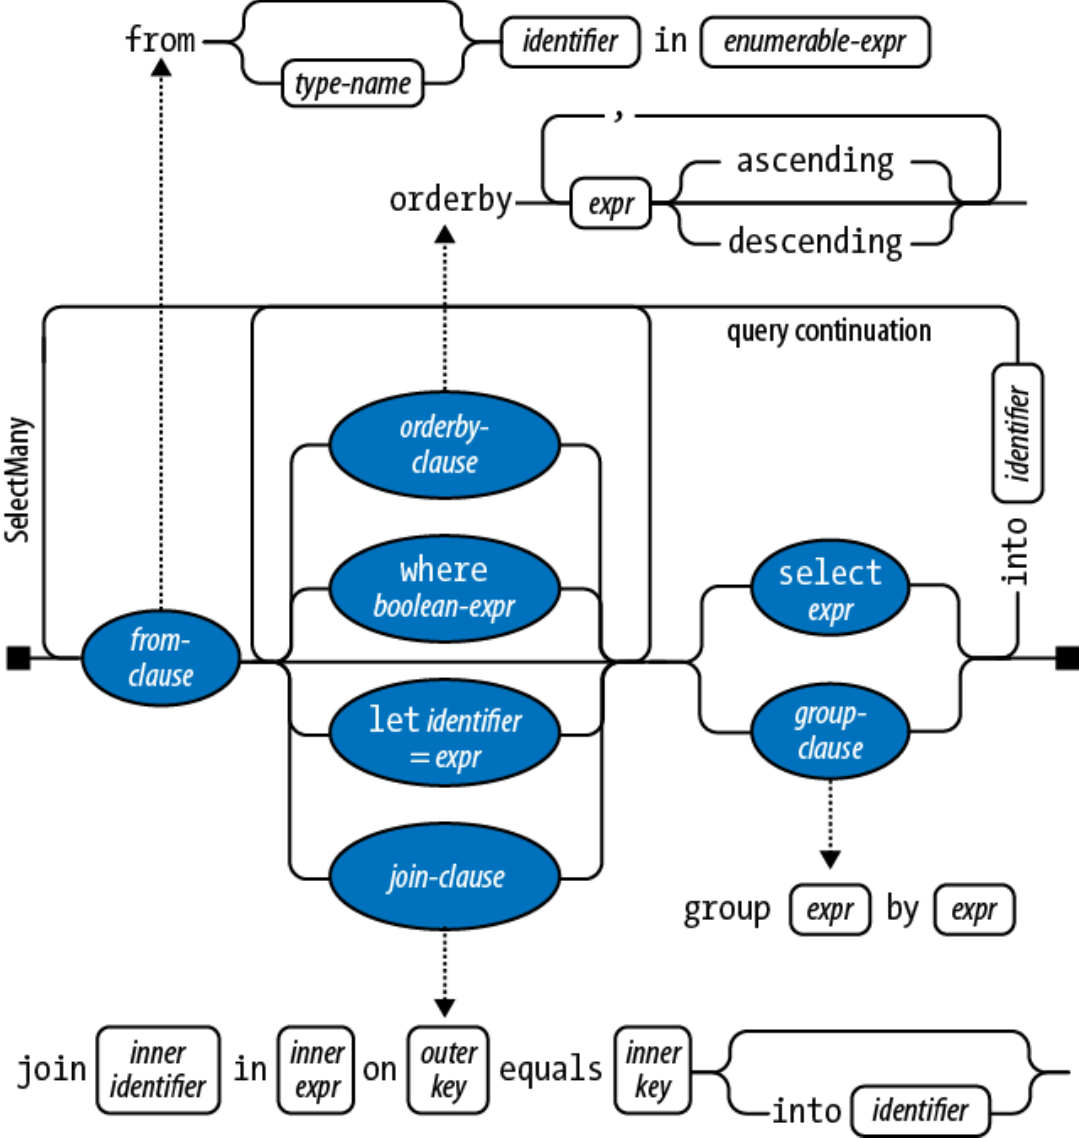 from identifier in enumerable-expr
type-name
,
ascending
orderby expr
descending
query continuation
identifier
into
SelectMany
orderby-
clause
where
boolean-expr
select
expr
from-
clause
let identifier
= expr
group-
clause
join-clause
group expr by expr
join inner
identifier in inner
expr on outer
key equals inner
key
into identifier